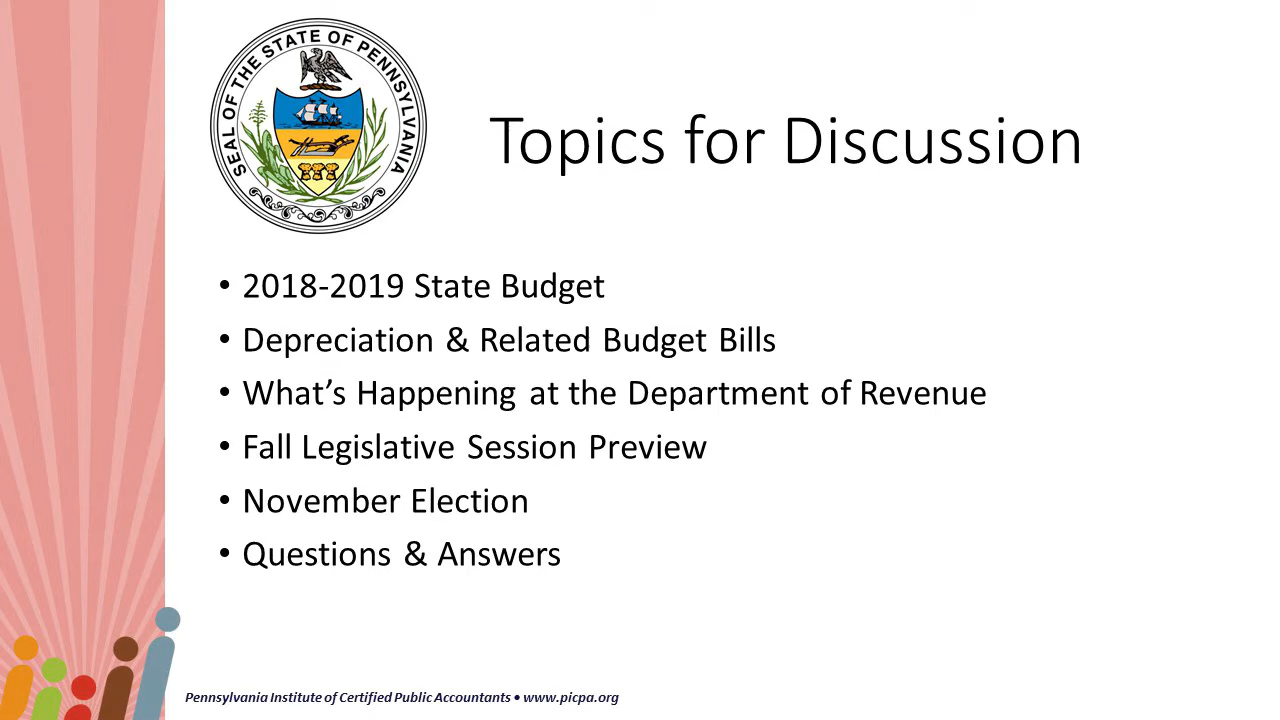 SEAL OF THE STATE OF PENNSYLVANIA
Topics for Discussion
• 2018-2019 State Budget
• Depreciation & Related Budget Bills
• What’s Happening at the Department of Revenue
• Fall Legislative Session Preview
• November Election
• Questions & Answers
Pennsylvania Institute of Certified Public Accountants • www.picpa.org